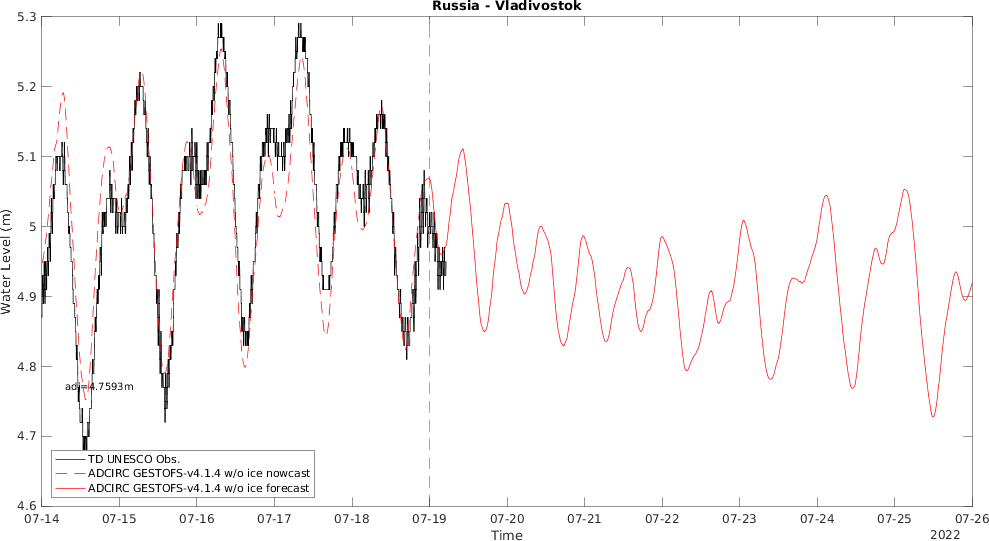 Russia - Vladivostok
5.3
5.2
5.1
5
4.9
4.8
4.7
4.6
Water Level (m)
adj=4.7593m
TD UNESCO Obs.
ADCIRC GESTOFS-v4.1.4 w/o ice nowcast
ADCIRC GESTOFS-v4.1.4 w/o ice forecast
07-14 07-15 07-16 07-17 07-18 07-19 07-20 07-21 07-22 07-23 07-24 07-25 07-26
Time
2022